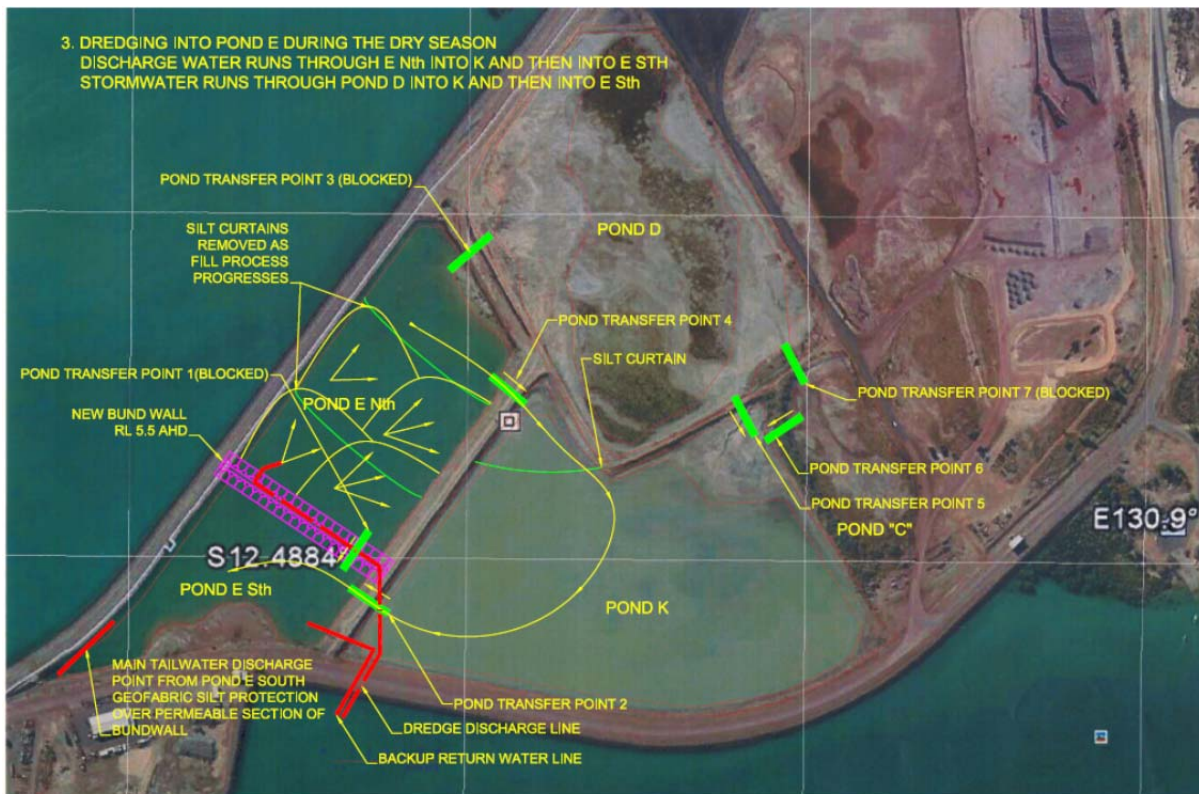 3. DREDGING INTO POND E DURING THE DRY SEASON
DISCHARGE WATER RUNS THROUGH E Nth INTO K AND THEN INTO E STH
STORMWATER RUNS THROUGH POND D INTO K AND THEN INTO E Sth
POND TRANSFER POINT 3 (BLOCKED)
SILT CURTAINS
REMOVED AS
FILL PROCESS
PROGRESSES
POND D
POND TRANSFER POINT 4
SILT CURTAIN
POND TRANSFER POINT 1(BLOCKED)
POND E Nth
POND TRANSFER POINT 7 (BLOCKED)
NEW BUND WALL
RL 5.5 AHD
POND TRANSFER POINT 6
POND TRANSFER POINT 5
POND "C"
E130.9°
S12.4884°
POND E Sth
POND K
MAIN TAILWATER DISCHARGE
POINT FROM POND E SOUTH
GEOFABRIC SILT PROTECTION
OVER PERMEABLE SECTION OF
BUNDWALL
POND TRANSFER POINT 2
DREDGE DISCHARGE LINE
BACKUP RETURN WATER LINE